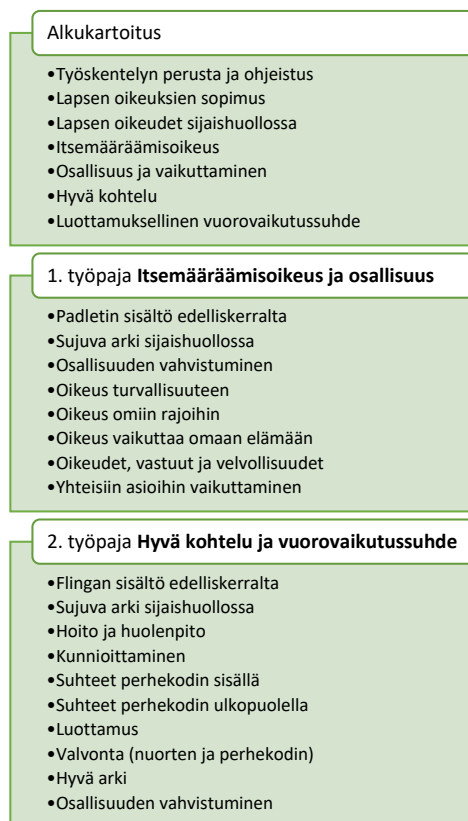 Alkukartoitus
•Työskentelyn perusta ja ohjeistus
•Lapsen oikeuksien sopimus
•Lapsen oikeudet sijaishuollossa
•Itsemääräämisoikeus
•Osallisuus ja vaikuttaminen
•Hyvä kohtelu
•Luottamuksellinen vuorovaikutussuhde
1. työpaja Itsemääräämisoikeus ja osallisuus
•Padletin sisältö edelliskerralta
•Sujuva arki sijaishuollossa
•Osallisuuden vahvistuminen
•Oikeus turvallisuuteen
•Oikeus omiin rajoihin
•Oikeus vaikuttaa omaan elämään
•Oikeudet, vastuut ja velvollisuudet
•Yhteisiin asioihin vaikuttaminen
2. työpaja Hyvä kohtelu ja vuorovaikutussuhde
•Flingan sisältö edelliskerralta
•Sujuva arki sijaishuollossa
•Hoito ja huolenpito
•Kunnioittaminen
•Suhteet perhekodin sisällä
•Suhteet perhekodin ulkopuolella
•Luottamus
•Valvonta (nuorten ja perhekodin)
•Hyvä arki
•Osallisuuden vahvistuminen